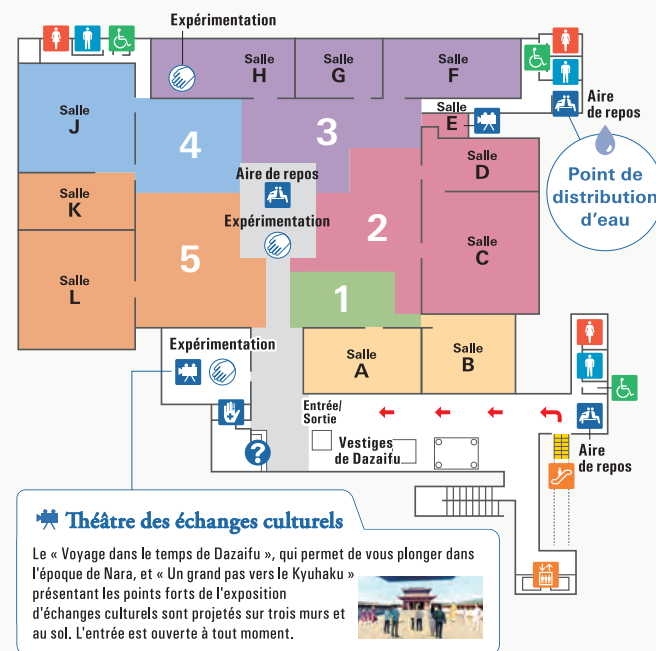 Expérimentation
Salle
H
Salle
G
Salle
F
Salle
J
4
3
Salle
E
Aire
de repos
Point de
distribution
d'eau
Salle
D
Aire de repos
Salle
K
Expérimentation
2
5
Salle
C
Salle
L
1
Expérimentation
Salle
A
Salle
B
Entrée/
Sortie
Vestiges
de Dazaifu
?
Aire
de repos
Théâtre des échanges culturels
Le « Voyage dans le temps de Dazaifu », qui permet de vous plonger dans
l'époque de Nara, et « Un grand pas vers le Kyuhaku »
présentant les points forts de l'exposition
d'échanges culturels sont projetés sur trois murs et
au sol. L'entrée est ouverte à tout moment.